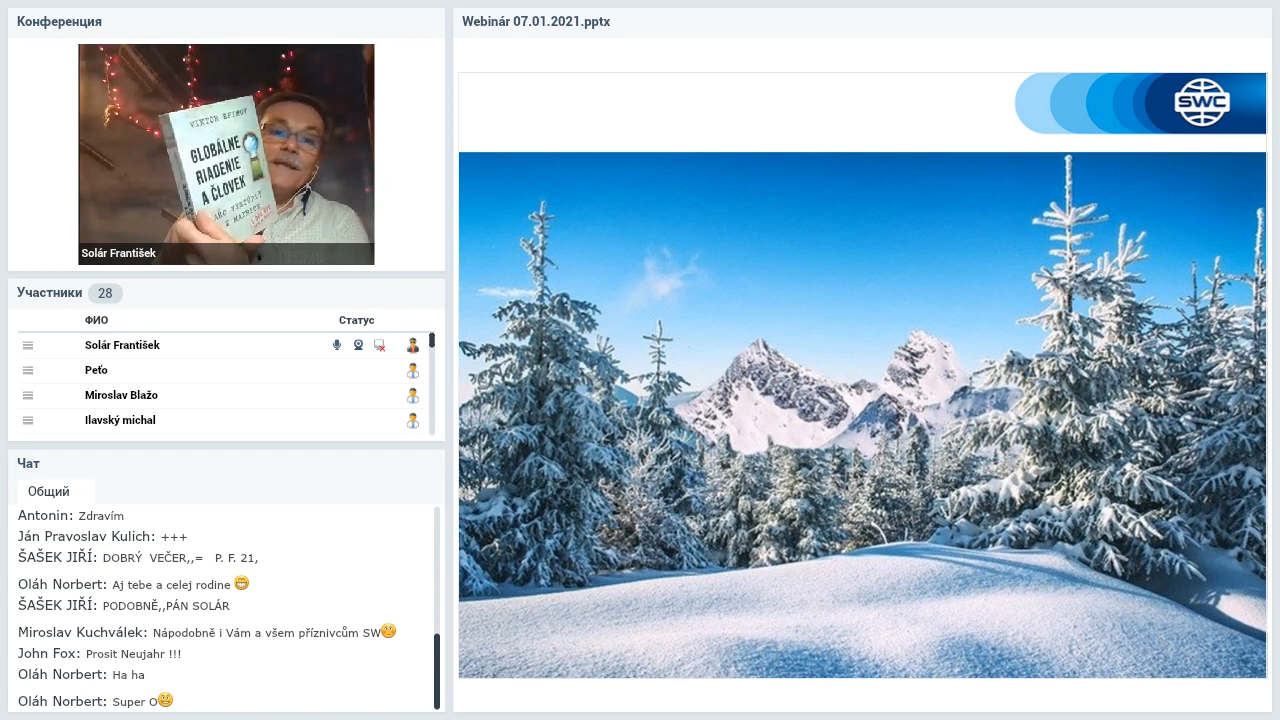 Конференция
VIKTOR EFIMOV
GLOBÁLNE
RIADENIE
A ČLOVEK
AKO VYSTÚPIŤ
Z MATRICE
Solár František
Участники 28
ФИО Статус
Solár František
Peťo
Miroslav Blažo
Ilavský michal
Чат
Общий
Antonin: Zdravím
Ján Pravoslav Kulich: +++
ŠAŠEK JIŘÍ: DOBRÝ VEČER,,= P. F. 21,
Oláh Norbert: Aj tebe a celej rodine 😁
ŠAŠEK JIŘÍ: PODOBNĚ,,PÁN SOLÁR
Miroslav Kuchválek: Nápodobně i Vám a všem příznivcům SW
John Fox: Prosit Neujahr !!!
Oláh Norbert: Ha ha
Oláh Norbert: Super O
Webinár 07.01.2021.pptx
SWC